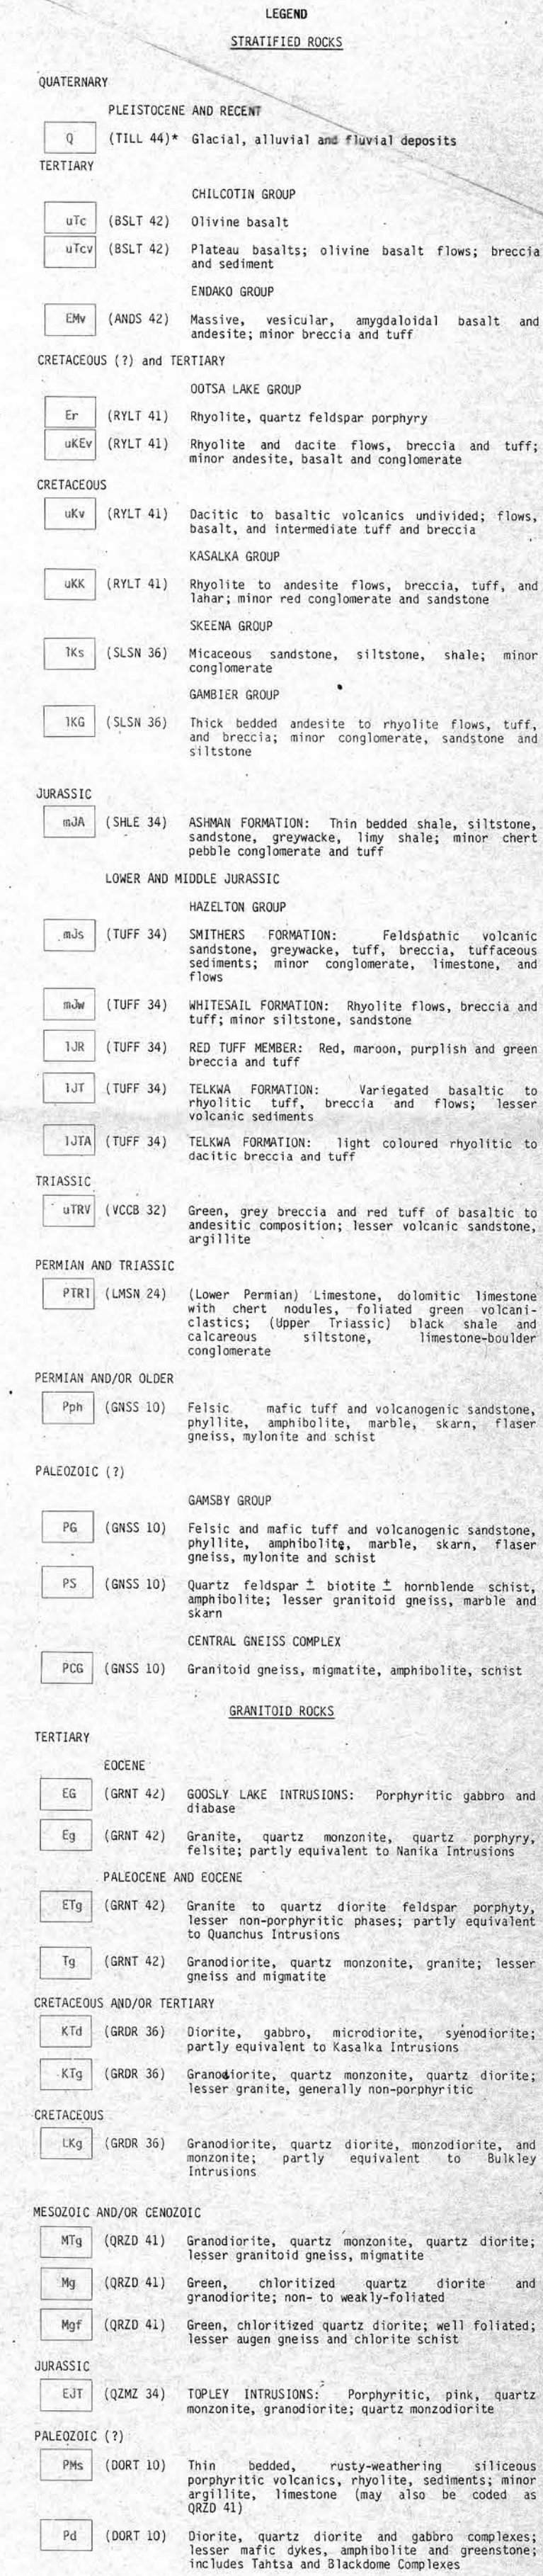 LEGEND
STRATIFIED ROCKS
QUATERNARY
PLEISTOCENE AND RECENT
Q (TILL 44)* Glacial, alluvial and fluvial deposits
TERTIARY
CHILCOTIN GROUP
uTc (BSLT 42) Olivine basalt
uTcv (BSLT 42) Plateau basalts; olivine basalt flows; breccia
and sediment
ENDAKO GROUP
EMv (ANDS 42) Massive, vesicular, amygdaloidal basalt and
andesite; minor breccia and tuff
CRETACEOUS (?) and TERTIARY
OOTSA LAKE GROUP
Er (RYLT 41) Rhyolite, quartz feldspar porphyry
uKEv (RYLT 41) Rhyolite and dacite flows, breccia and tuff;
minor andesite, basalt and conglomerate
CRETACEOUS
uKv (RYLT 41) Dacitic to basaltic volcanics undivided; flows,
basalt, and intermediate tuff and breccia
KASALKA GROUP
uKK (RYLT 41) Rhyolite to andesite flows, breccia, tuff, and
lahar; minor red conglomerate and sandstone
SKEENA GROUP
lKs (SLSN 36) Micaceous sandstone, siltstone, shale; minor
conglomerate
GAMBIER GROUP
lKG (SLSN 36) Thick bedded andesite to rhyolite flows, tuff,
and breccia; minor conglomerate, sandstone and
siltstone
JURASSIC
mJA (SHLE 34) ASHMAN FORMATION: Thin bedded shale, siltstone,
sandstone, greywacke, limy shale; minor chert
pebble conglomerate and tuff
LOWER AND MIDDLE JURASSIC
HAZELTON GROUP
mJs (TUFF 34) SMITHERS FORMATION: Feldspathic volcanic
sandstone, greywacke, tuff, breccia, tuffaceous
sediments; minor conglomerate, limestone, and
flows
mJw (TUFF 34) WHITESAIL FORMATION: Rhyolite flows, breccia and
tuff; minor siltstone, sandstone
lJR (TUFF 34) RED TUFF MEMBER: Red, maroon, purplish and green
breccia and tuff
lJT (TUFF 34) TELKWA FORMATION: Variegated basaltic to
rhyolitic tuff, breccia and flows; lesser
volcanic sediments
lJTA (TUFF 34) TELKWA FORMATION: light coloured rhyolitic to
dacitic breccia and tuff
TRIASSIC
uTRV (VCCB 32) Green, grey breccia and red tuff of basaltic to
andesitic composition; lesser volcanic sandstone,
argillite
PERMIAN AND TRIASSIC
PTRl (LMSN 24) (Lower Permian) Limestone, dolomitic limestone
with chert nodules, foliated green volcani-
clastics; (Upper Triassic) black shale and
calcareous siltstone, limestone-boulder
conglomerate
PERMIAN AND/OR OLDER
Pph (GNSS 10) Felsic mafic tuff and volcanogenic sandstone,
phyllite, amphibolite, marble, skarn, flaser
gneiss, mylonite and schist
PALEOZOIC (?)
GAMSBY GROUP
PG (GNSS 10) Felsic and mafic tuff and volcanogenic sandstone,
phyllite, amphibolite, marble, skarn, flaser
gneiss, mylonite and schist
PS (GNSS 10) Quartz feldspar ± biotite ± hornblende schist,
amphibolite; lesser granitoid gneiss, marble and
skarn
CENTRAL GNEISS COMPLEX
PCG (GNSS 10) Granitoid gneiss, migmatite, amphibolite, schist
GRANITOID ROCKS
TERTIARY
EOCENE
EG (GRNT 42) GOOSLY LAKE INTRUSIONS: Porphyritic gabbro and
diabase
Eg (GRNT 42) Granite, quartz monzonite, quartz porphyry,
felsite; partly equivalent to Nanika Intrusions
PALEOCENE AND EOCENE
ETg (GRNT 42) Granite to quartz diorite feldspar porphyty,
lesser non-porphyritic phases; partly equivalent
to Quanchus Intrusions
Tg (GRNT 42) Granodiorite, quartz monzonite, granite; lesser
gneiss and migmatite
CRETACEOUS AND/OR TERTIARY
KTd (GRDR 36) Diorite, gabbro, microdiorite, syenodiorite;
partly equivalent to Kasalka Intrusions
KTg (GRDR 36) Granodiorite, quartz monzonite, quartz diorite;
lesser granite, generally non-porphyritic
CRETACEOUS
LKg (GRDR 36) Granodiorite, quartz diorite, monzodiorite, and
monzonite; partly equivalent to Bulkley
Intrusions
MESOZOIC AND/OR CENOZOIC
MTg (QRZD 41) Granodiorite, quartz monzonite, quartz diorite;
lesser granitoid gneiss, migmatite
Mg (QRZD 41) Green, chloritized quartz diorite and
granodiorite; non- to weakly-foliated
Mgf (QRZD 41) Green, chloritized quartz diorite; well foliated;
lesser augen gneiss and chlorite schist
JURASSIC
EJT (QZMZ 34) TOPLEY INTRUSIONS: Porphyritic, pink, quartz
monzonite, granodiorite; quartz monzodiorite
PALEOZOIC (?)
PMs (DORT 10) Thin bedded, rusty-weathering siliceous
porphyritic volcanics, rhyolite, sediments; minor
argillite, limestone (may also be coded as
QRZD 41)
Pd (DORT 10) Diorite, quartz diorite and gabbro complexes;
lesser mafic dykes, amphibolite and greenstone;
includes Tahtsa and Blackdome Complexes